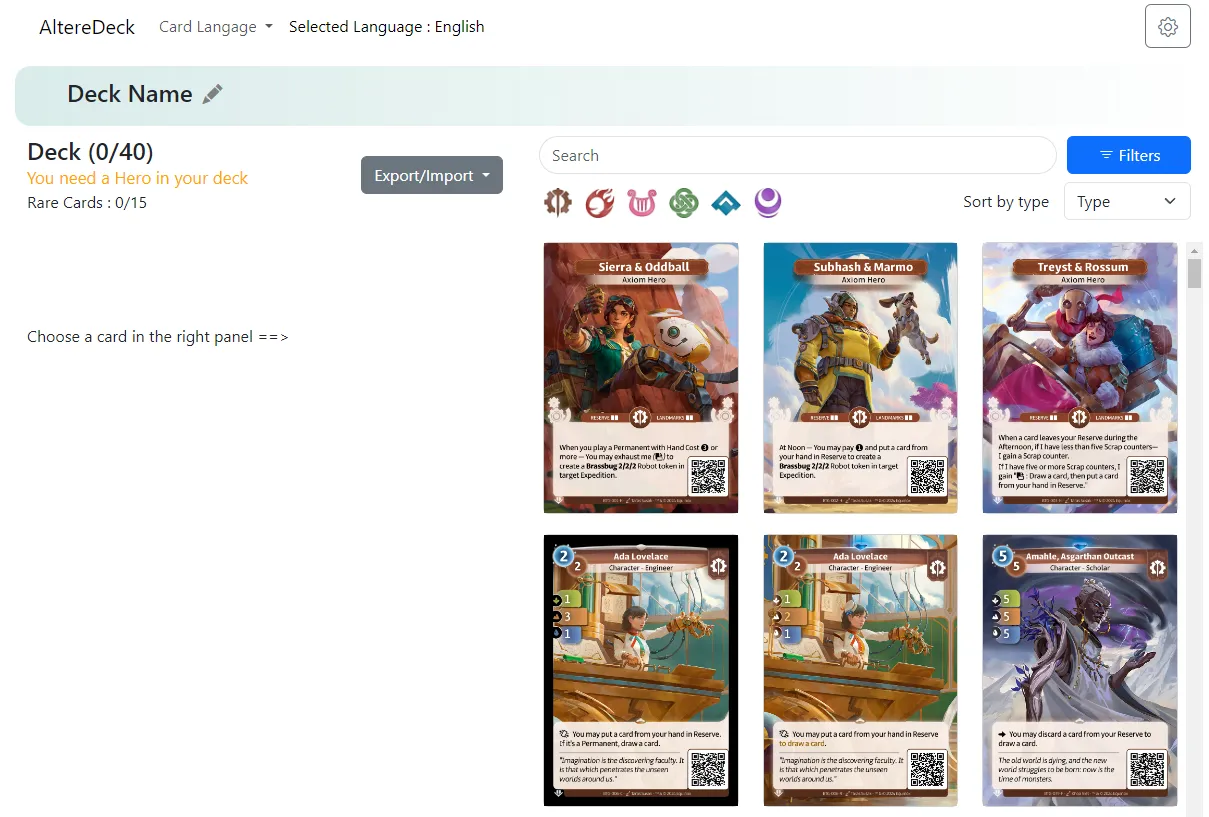 AltereDeck
Card Langage
Selected Language : English
Deck Name
Deck (0/40)
You need a Hero in your deck
Rare Cards : 0/15
Export/Import
Choose a card in the right panel ==>
Search
Filters
Sort by type
Type
Sierra & Oddball
Axiom Hero
RESERVE
LANDMARKS
When you play a Permanent with Hand Cost 3 or
more — You may exhaust me () to
create a Brassbug 2/2/2 Robot token in
target Expedition.
Subhash & Marmo
Axiom Hero
RESERVE
LANDMARKS
At Noon — You may pay 1 and put a card from
your hand in Reserve to create a
Brassbug 2/2/2 Robot token in target
Expedition.
Treyst & Rossum
Axiom Hero
RESERVE
LANDMARKS
When a card leaves your Reserve during the
Afternoon, if I have less than five Scrap counters—
I gain a Scrap counter.
If I have five or more Scrap counters, I
gain " : Draw a card, then put a card
from your hand in Reserve."
2
2
Ada Lovelace
Character - Engineer
1
3
1
You may put a card from your hand in Reserve.
If it's a Permanent, draw a card.
"Imagination is the discovering faculty. It
is that which penetrates the unseen
worlds around us."
2
2
Ada Lovelace
Character - Engineer
1
2
1
You may put a card from your hand in Reserve
to draw a card.
"Imagination is the discovering faculty. It
is that which penetrates the unseen
worlds around us."
5
5
Amahle, Asgarthan Outcast
Character - Scholar
5
5
5
You may discard a card from your Reserve to
draw a card.
The old world is dying, and the new
world struggles to be born: now is the
time of monsters.